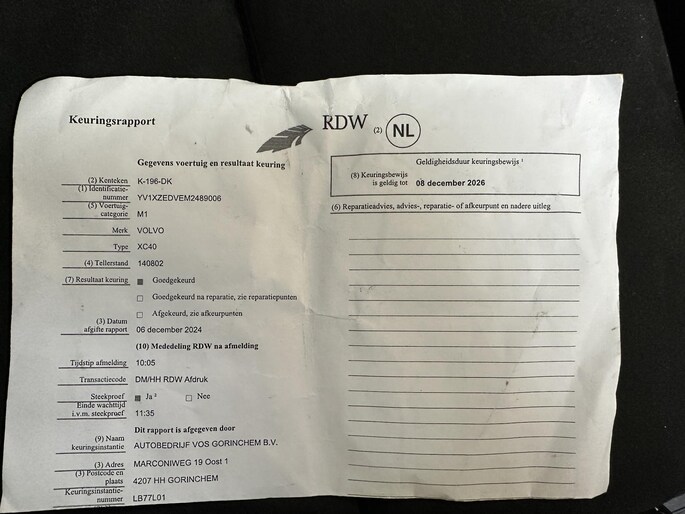 Keuringsrapport
RDW (2) NL
Gegevens voertuig en resultaat keuring
(2) Kenteken K-196-DK
(1) Identificatie-
nummer YV1XZEDVEM2489006
(5) Voertuig-
categorie M1
Merk VOLVO
Type XC40
(4) Tellerstand 140802
(7) Resultaat keuring ■ Goedgekeurd
□ Goedgekeurd na reparatie, zie reparatiepunten
□ Afgekeurd, zie afkeurpunten
(3) Datum
afgifte rapport 06 december 2024
(10) Mededeling RDW na afmelding
Tijdstip afmelding 10:05
Transactiecode DM/HH RDW Afdruk
Steekproef ■ Ja ³ □ Nee
Einde wachttijd
i.v.m. steekproef 11:35
Dit rapport is afgegeven door
(9) Naam
keuringsinstantie AUTOBEDRIJF VOS GORINCHEM B.V.
(3) Adres MARCONIWEG 19 Oost 1
(3) Postcode en
plaats 4207 HH GORINCHEM
Keuringsinstantie-
nummer LB77L01
Geldigheidsduur keuringsbewijs ¹
(8) Keuringsbewijs
is geldig tot 08 december 2026
(6) Reparatieadvies, advies-, reparatie- of afkeurpunt en nadere uitleg